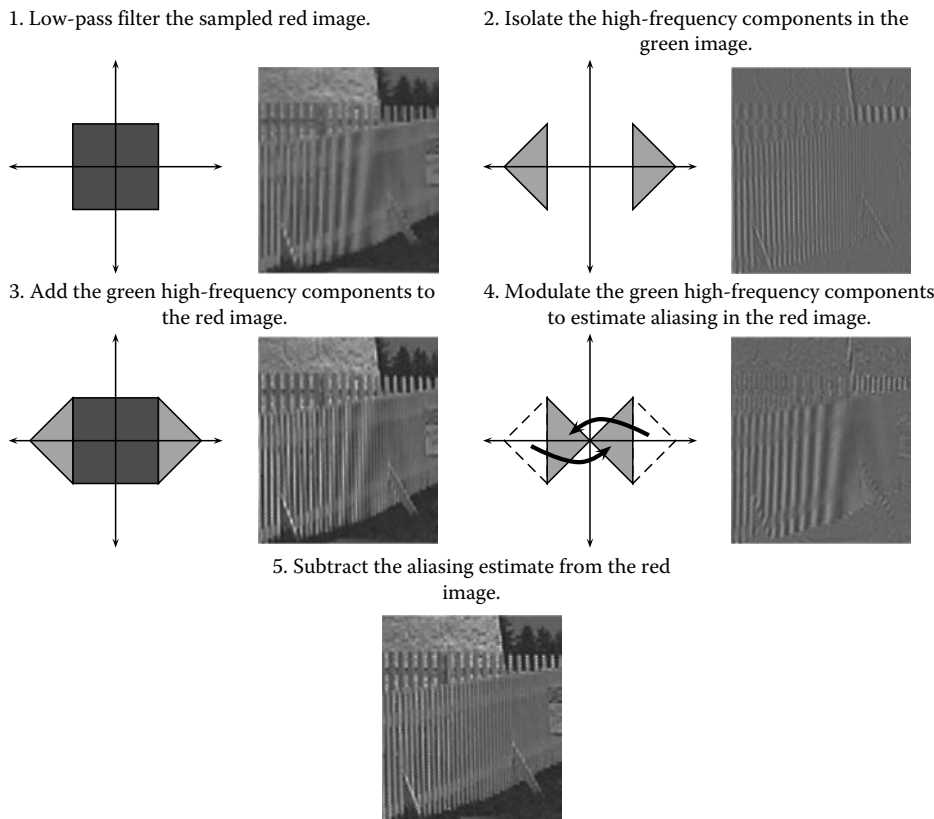 1. Low-pass filter the sampled red image.
2. Isolate the high-frequency components in the
green image.
3. Add the green high-frequency components to
the red image.
4. Modulate the green high-frequency components
to estimate aliasing in the red image.
5. Subtract the aliasing estimate from the red
image.